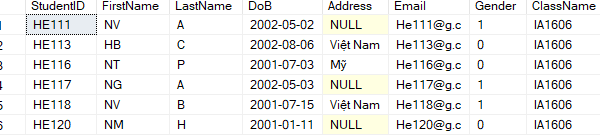 StudentID FirstName LastName DoB Address Email Gender ClassName
HE111 NV A 2002-05-02 NULL He111@g.c 1 IA1606
2 HE113 HB C 2002-08-06 Việt Nam He113@g.c 0 IA1606
HE116 NT P 2001-07-03 Mỹ He116@g.c 0 IA1606
HE117 NG A 2002-05-03 NULL He117@g.c 1 IA1606
HE118 NV B 2001-07-15 Việt Nam He118@g.c 1 IA1606
HE120 NM H 2001-01-11 NULL He120@g.c 0 IA1606